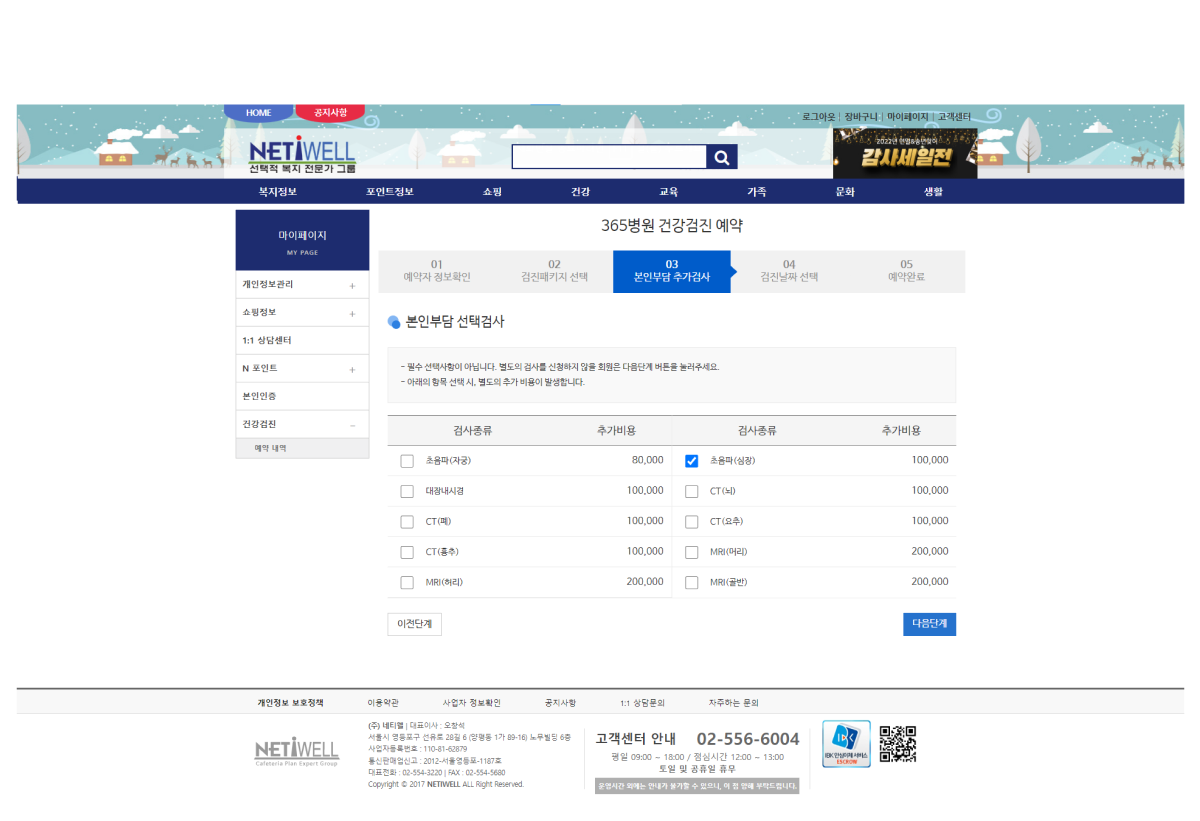 HOME 공지사항
로그아웃 | 장바구니 | 마이페이지 | 고객센터
NETIWELL
선택적 복지 전문가 그룹
감사세일전
복지정보 포인트정보 쇼핑 건강 교육 가족 문화 생활
마이페이지
MY PAGE
개인정보관리 +
쇼핑정보 +
1:1 상담센터
N 포인트 +
본인인증
건강검진 –
예약 내역
365병원 건강검진 예약
01 02 03 04 05
예약자 정보확인 검진패키지 선택 본인부담 추가검사 검진날짜 선택 예약완료
본인부담 선택검사
- 필수 선택사항이 아닙니다. 별도의 검사를 신청하지 않을 회원은 다음단계 버튼을 눌러주세요.
- 아래의 항목 선택 시, 별도의 추가 비용이 발생합니다.
검사종류 추가비용 검사종류 추가비용
초음파(자궁) 80,000 초음파(심장) 100,000
대장내시경 100,000 CT(뇌) 100,000
CT(폐) 100,000 CT(요추) 100,000
CT(흉추) 100,000 MRI(머리) 200,000
MRI(허리) 200,000 MRI(골반) 200,000
이전단계 다음단계
개인정보 보호정책 이용약관 사업자 정보확인 공지사항 1:1 상담문의 자주하는 문의
NETIWELL
Cafeteria Plan Expert Group
(주) 네티웰 | 대표이사 : 오창석
서울시 영등포구 선유로 28길 6 (양평동 1가 89-16) 노무빌딩 6층
사업자등록번호 : 110-81-62879
통신판매업신고 : 2012-서울영등포-1187호
대표전화 : 02-554-3220 | FAX : 02-554-5680
Copyright © 2017 NETIWELL ALL Right Reserved.
고객센터 안내 02-556-6004
평일 09:00 ~ 18:00 / 점심시간 12:00 ~ 13:00
토일 및 공휴일 휴무
운영시간 외에는 안내가 불가할 수 있으니, 이 점 양해 부탁드립니다.
IBK 안심이체 서비스
ESCROW